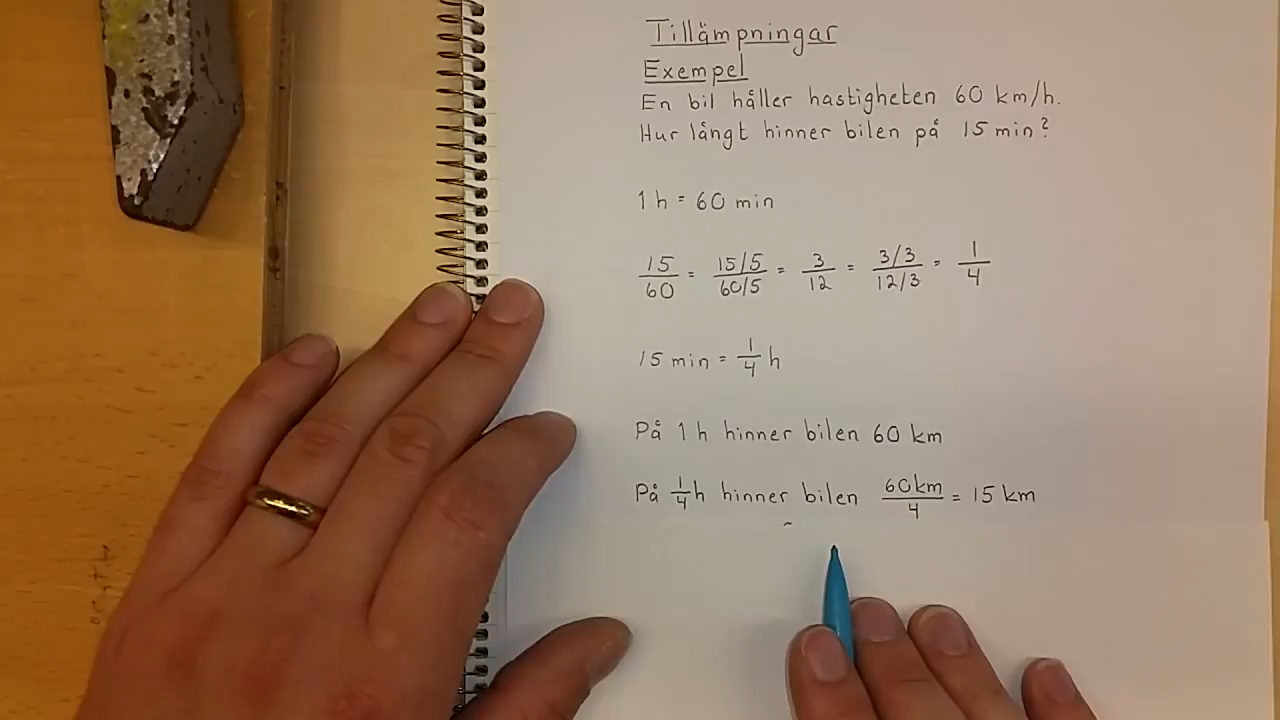 Tillämpningar
Exempel
En bil håller hastigheten 60 km/h.
Hur långt hinner bilen på 15 min?
1 h = 60 min
15/60 = (15/5)/(60/5) = 3/12 = (3/3)/(12/3) = 1/4
15 min = 1/4 h
På 1 h hinner bilen 60 km
På 1/4 h hinner bilen 60 km/4 = 15 km